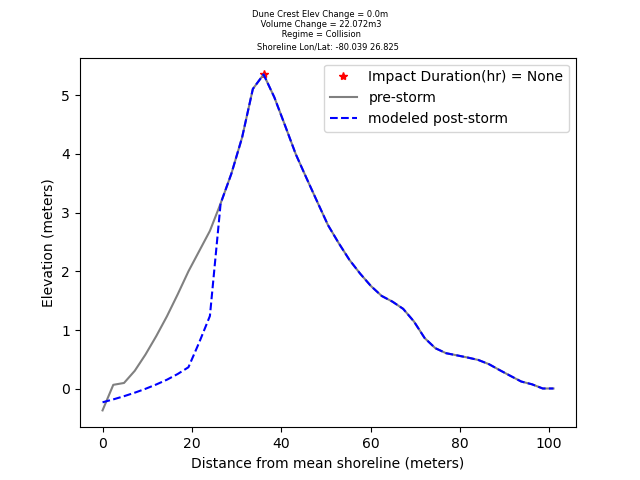 Dune Crest Elev Change = 0.0m
Volume Change = 22.072m3
Regime = Collision
Shoreline Lon/Lat: -80.039 26.825
Impact Duration(hr) = None
pre-storm
modeled post-storm
Elevation (meters)
5
4
3
2
1
0
0 20 40 60 80 100
Distance from mean shoreline (meters)